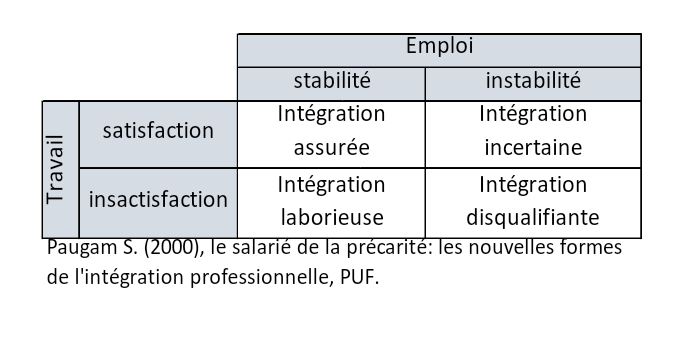 Emploi
stabilité instabilité
Travail
satisfaction
Intégration
assurée
Intégration
incertaine
insactisfaction
Intégration
laborieuse
Intégration
disqualifiante
Paugam S. (2000), le salarié de la précarité: les nouvelles formes
de l'intégration professionnelle, PUF.